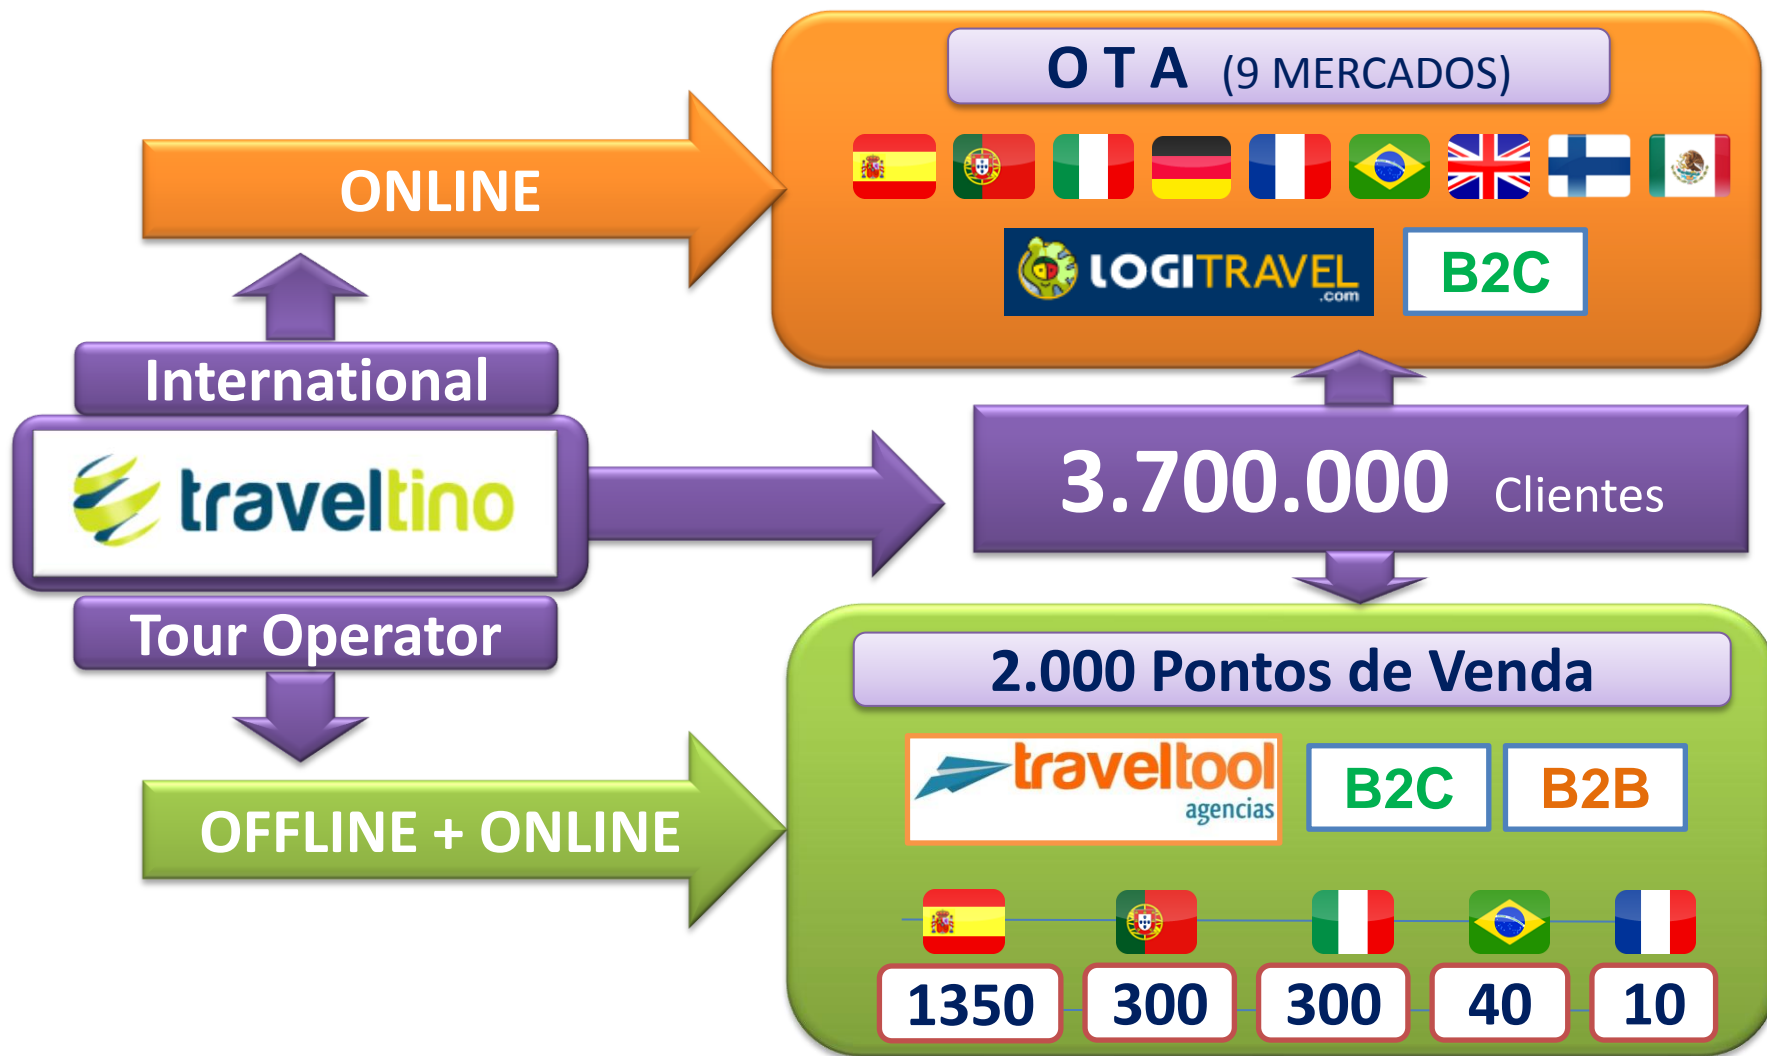 O T A (9 MERCADOS)
ONLINE
LOGITRAVEL
.com
B2C
International
traveltino
Tour Operator
3.700.000 Clientes
OFFLINE + ONLINE
2.000 Pontos de Venda
traveltool
agencias
B2C
B2B
1350 300 300 40 10